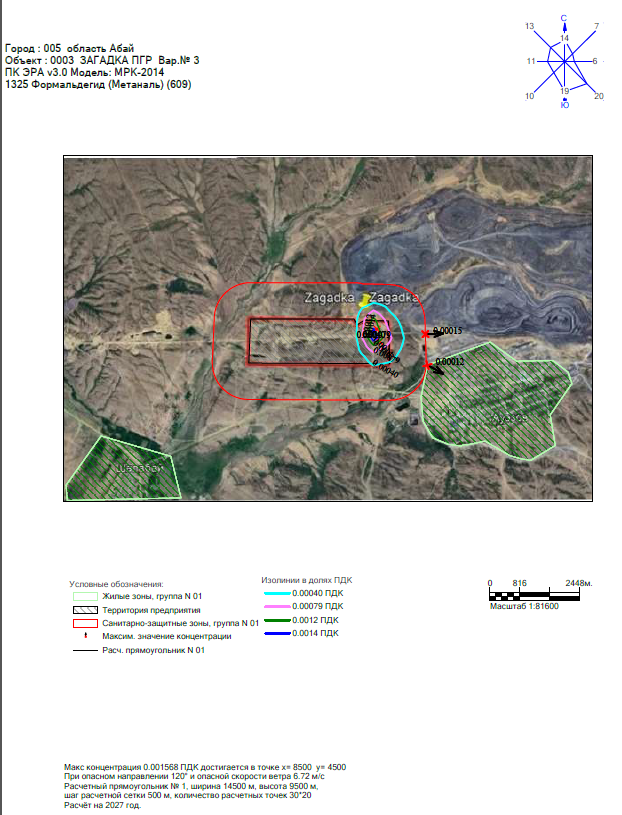 Город : 005 область Абай
Объект : 0003 ЗАГАДКА ПГР Вар.№ 3
ПК ЭРА v3.0 Модель: МРК-2014
1325 Формальдегид (Метаналь) (609)
С
13
7
14
11
6
10
19
20
Ю
Zagadka
Zagadka
0.00015
0.00012
0.00040
Ауэзов
Шалабай
Условные обозначения:
Жилые зоны, группа N 01
Территория предприятия
Санитарно-защитные зоны, группа N 01
Максим. значение концентрации
Расч. прямоугольник N 01
Изолинии в долях ПДК
0.00040 ПДК
0.00079 ПДК
0.0012 ПДК
0.0014 ПДК
0 816 2448м.
Масштаб 1:81600
Макс концентрация 0.001568 ПДК достигается в точке x= 8500 y= 4500
При опасном направлении 120° и опасной скорости ветра 6.72 м/с
Расчетный прямоугольник № 1, ширина 14500 м, высота 9500 м,
шаг расчетной сетки 500 м, количество расчетных точек 30*20
Расчёт на 2027 год.